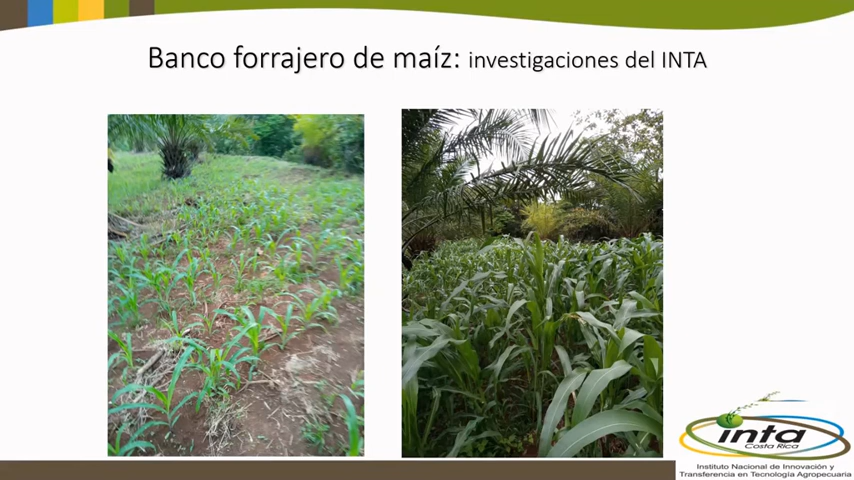 Banco forrajero de maíz: investigaciones del INTA
inta
Costa Rica
Instituto Nacional de Innovación y
Transferencia en Tecnología Agropecuaria